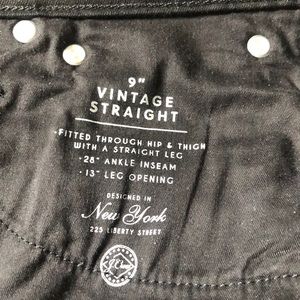 9"
VINTAGE
STRAIGHT
-FITTED THROUGH HIP & THIGH
WITH A STRAIGHT LEG
-28" ANKLE INSEAM
-13" LEG OPENING
DESIGNED IN
New York
225 LIBERTY STREET
J.Crew